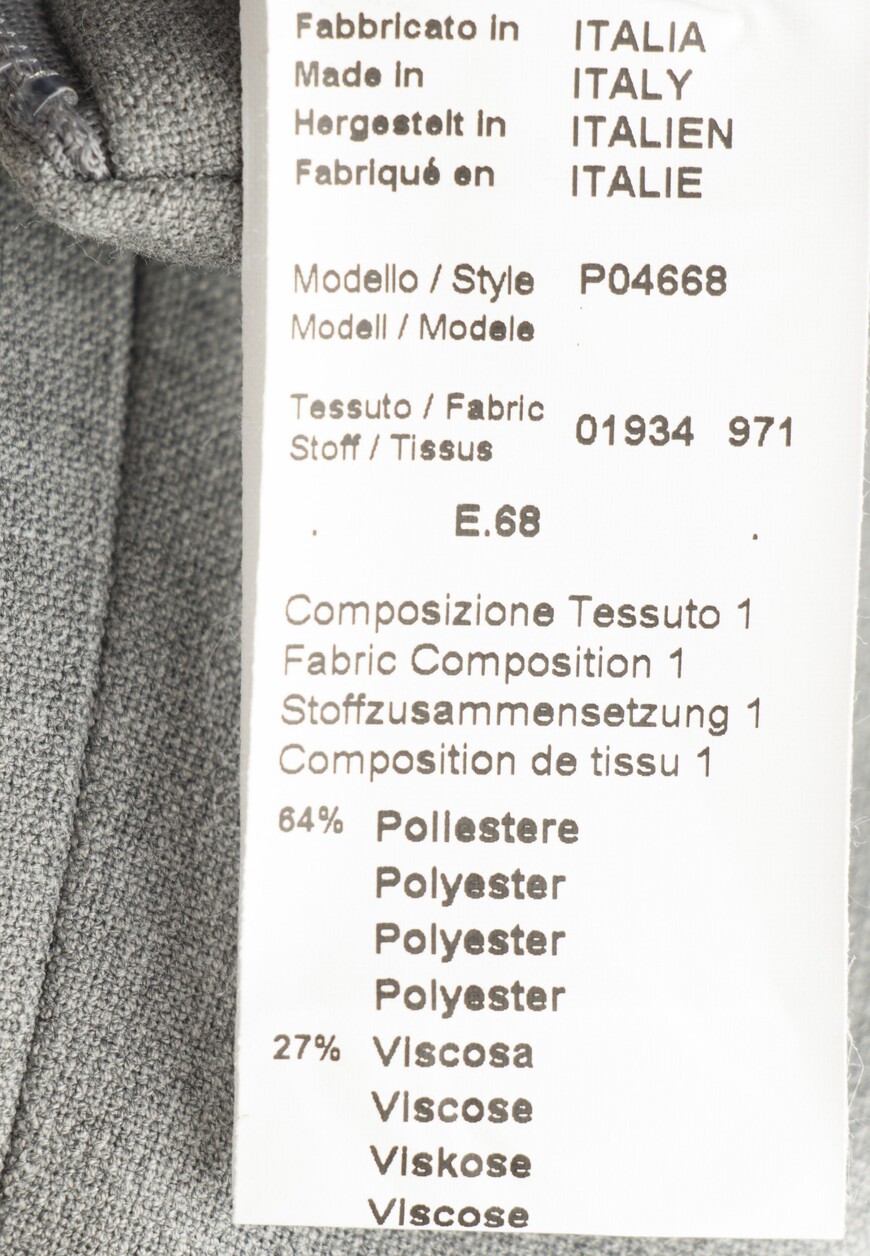 Fabbricato in ITALIA
Made in ITALY
Hergestelt in ITALIEN
Fabriqué en ITALIE
Modello / Style P04668
Modell / Modele
Tessuto / Fabric 01934 971
Stoff / Tissus
. E.68 .
Composizione Tessuto 1
Fabric Composition 1
Stoffzusammensetzung 1
Composition de tissu 1
64% Poliestere
Polyester
Polyester
Polyester
27% Viscosa
Viscose
Viskose
Viscose